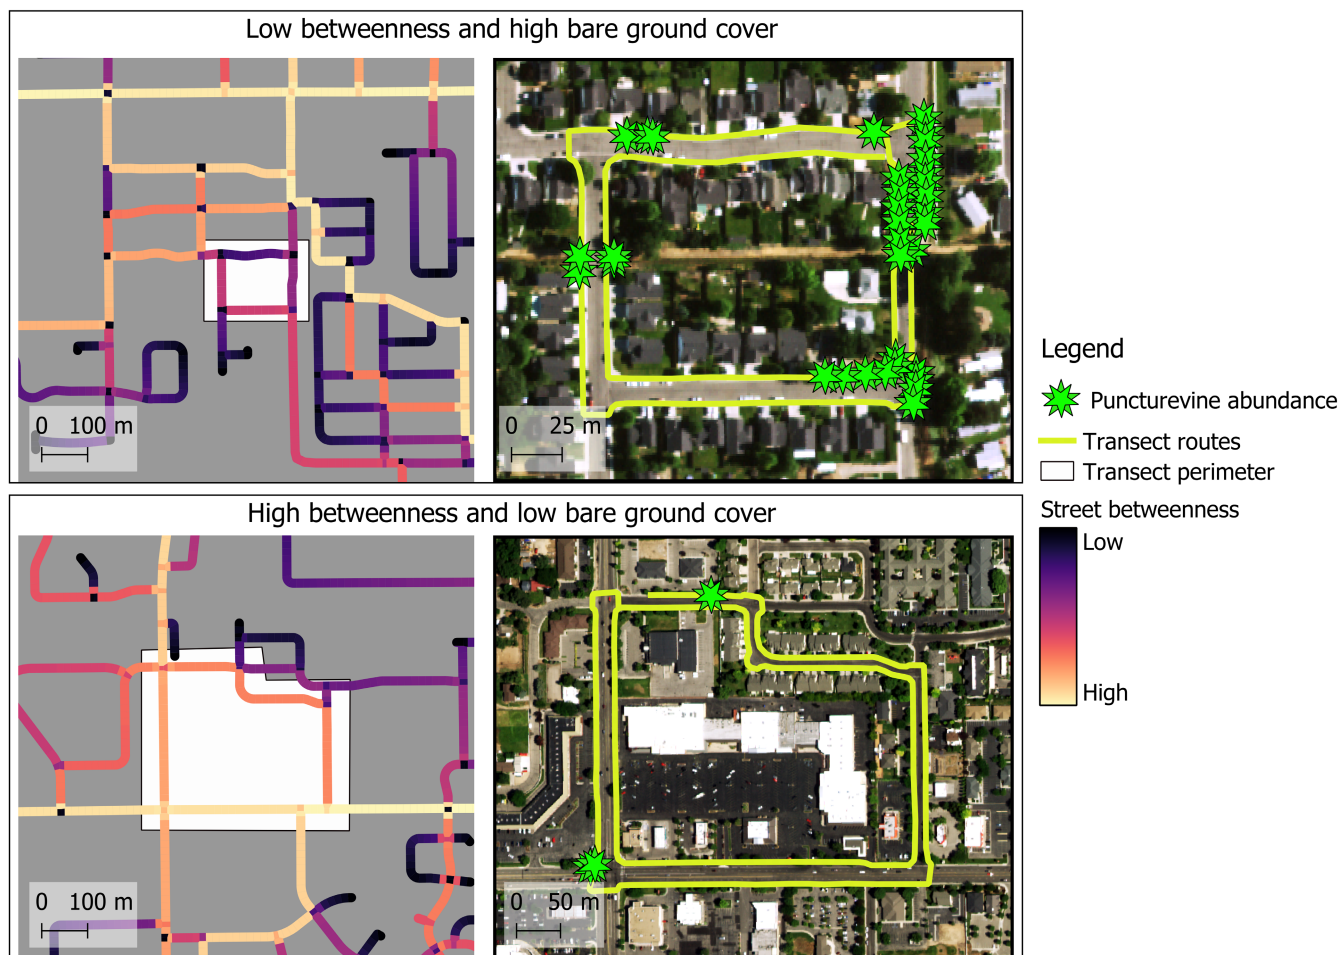 Low betweenness and high bare ground cover
0 100 m
0 25 m
High betweenness and low bare ground cover
0 100 m
0 50 m
Legend
Puncturevine abundance
Transect routes
Transect perimeter
Street betweenness
Low
High